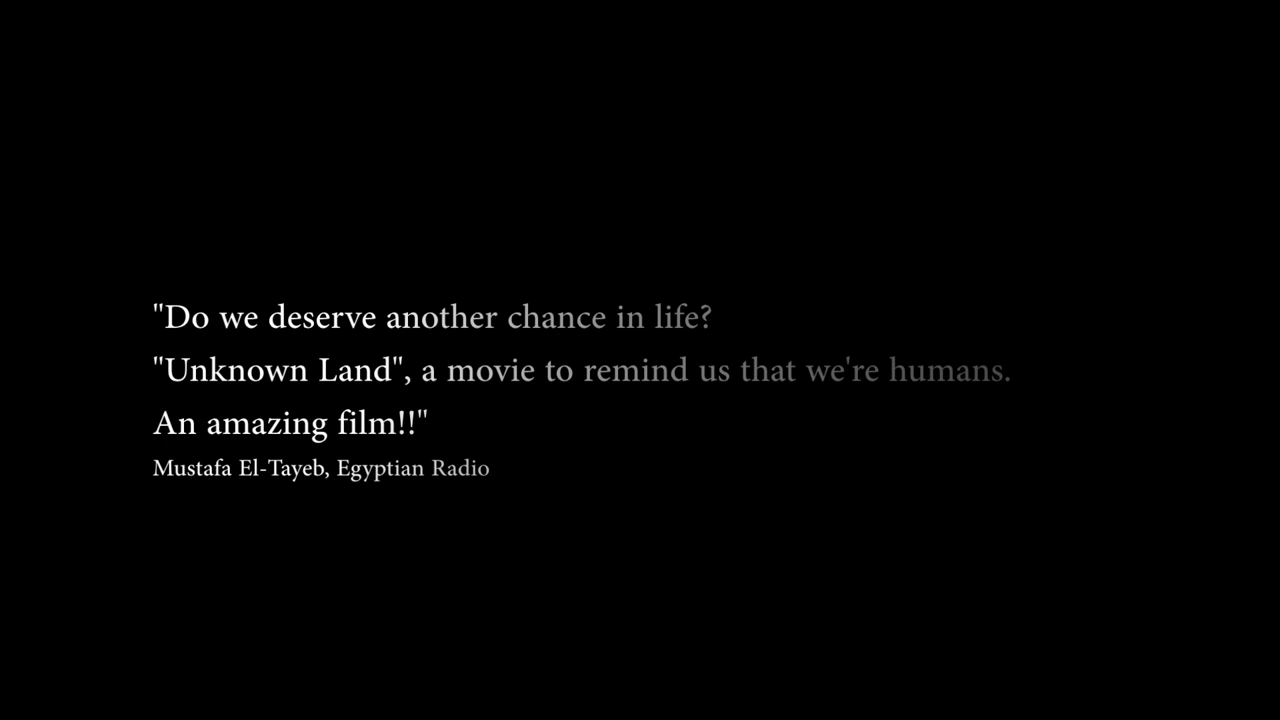 "Do we deserve another chance in life?
"Unknown Land", a movie to remind us that we're humans.
An amazing film!!"
Mustafa El-Tayeb, Egyptian Radio